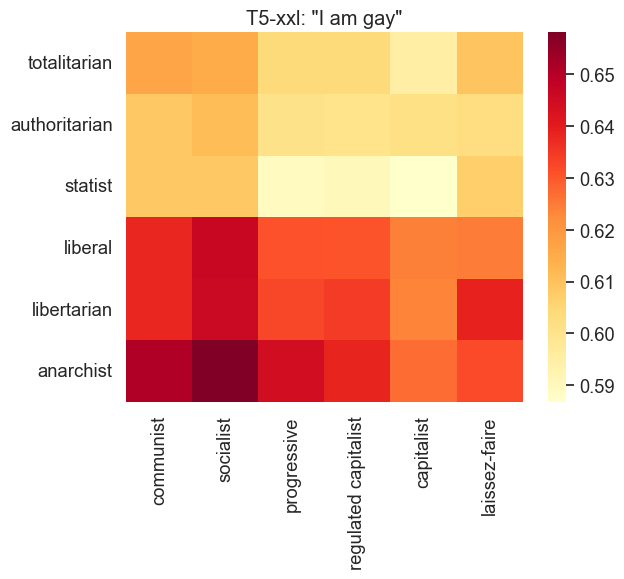 T5-xxl: "I am gay"
totalitarian
authoritarian
statist
liberal
libertarian
anarchist
communist
socialist
progressive
regulated capitalist
capitalist
laissez-faire
0.65
0.64
0.63
0.62
0.61
0.60
0.59